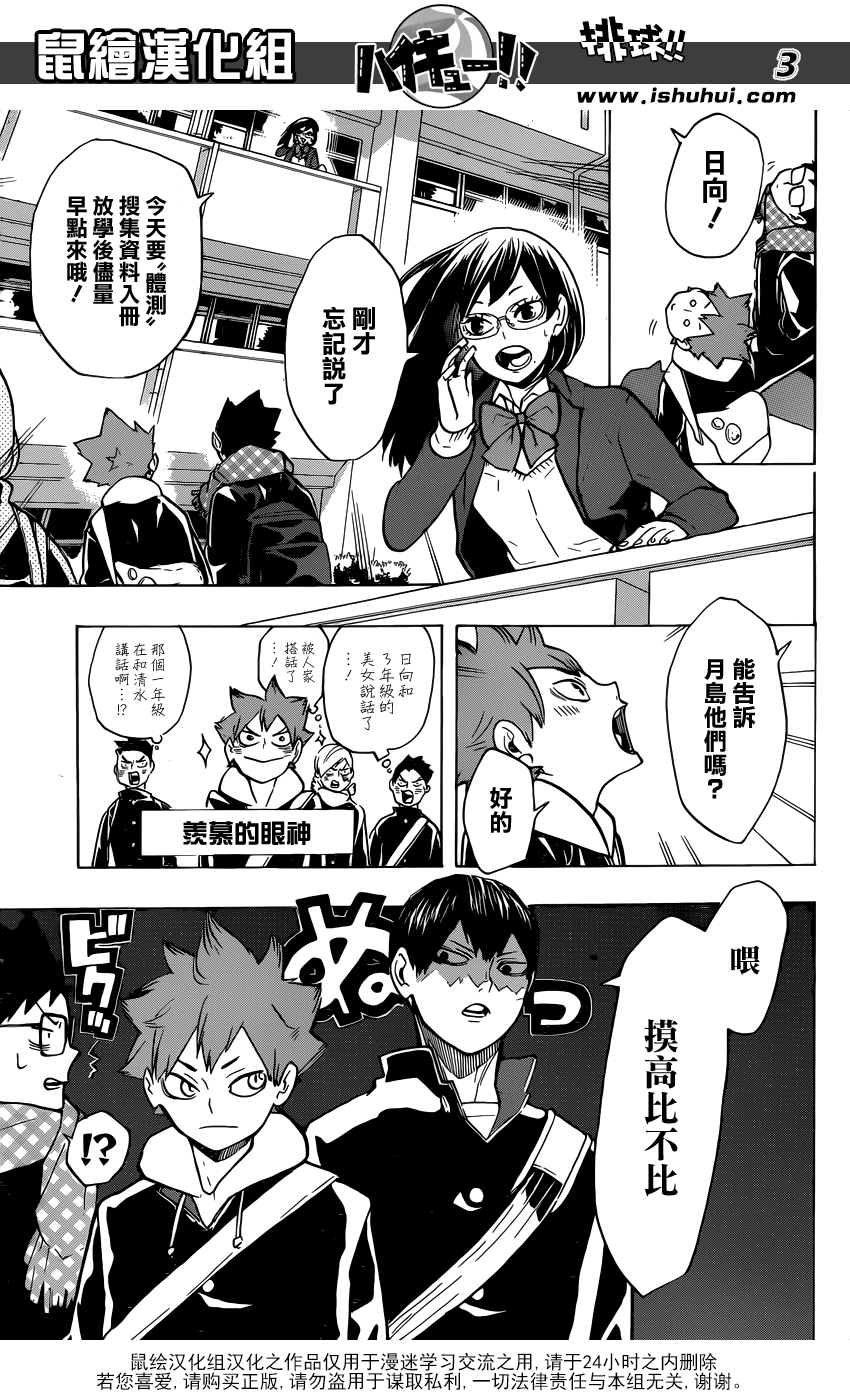 鼠繪漢化組
ハイキュー!!
排球!!
3
www.ishuhui.com
日向！
剛才
忘記説了
今天要〝體測〞
搜集資料入冊
放學後儘量
早點來哦！
能告訴
月島他們嗎？
好的
日向和
3年級的
美女說話了
…！
被人家
搭話了
…！
那個一年級
在和清水
講話啊…!?
羨慕的眼神
喂
摸高比不比
ぬっ
ビクッ
!?
鼠绘汉化组汉化之作品仅用于漫迷学习交流之用, 请于24小时之内删除
若您喜爱, 请购买正版, 请勿用于谋取私利, 一切法律责任与本组无关, 谢谢。